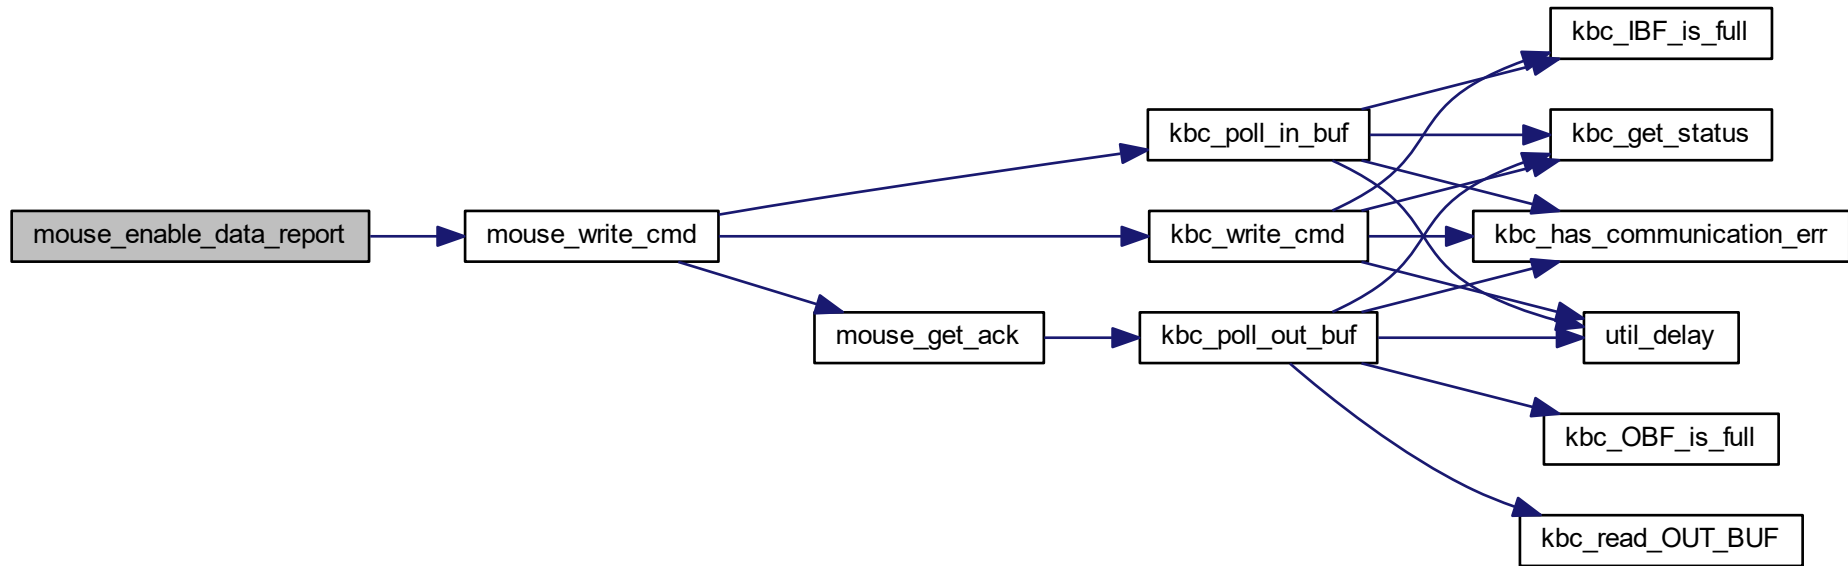 kbc_IBF_is_full
kbc_poll_in_buf
kbc_get_status
mouse_enable_data_report
mouse_write_cmd
kbc_write_cmd
kbc_has_communication_err
mouse_get_ack
kbc_poll_out_buf
util_delay
kbc_OBF_is_full
kbc_read_OUT_BUF